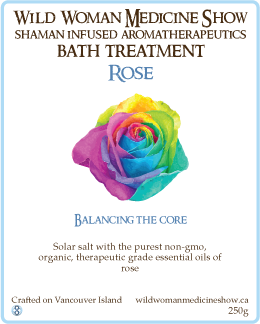 Wild Woman Medicine Show
shaman infused aromatherapeutics
bath treatment
Rose
Balancing the core
Solar salt with the purest non-gmo,
organic, therapeutic grade essential oils of
rose
Crafted on Vancouver Island wildwomanmedicineshow.ca
250g